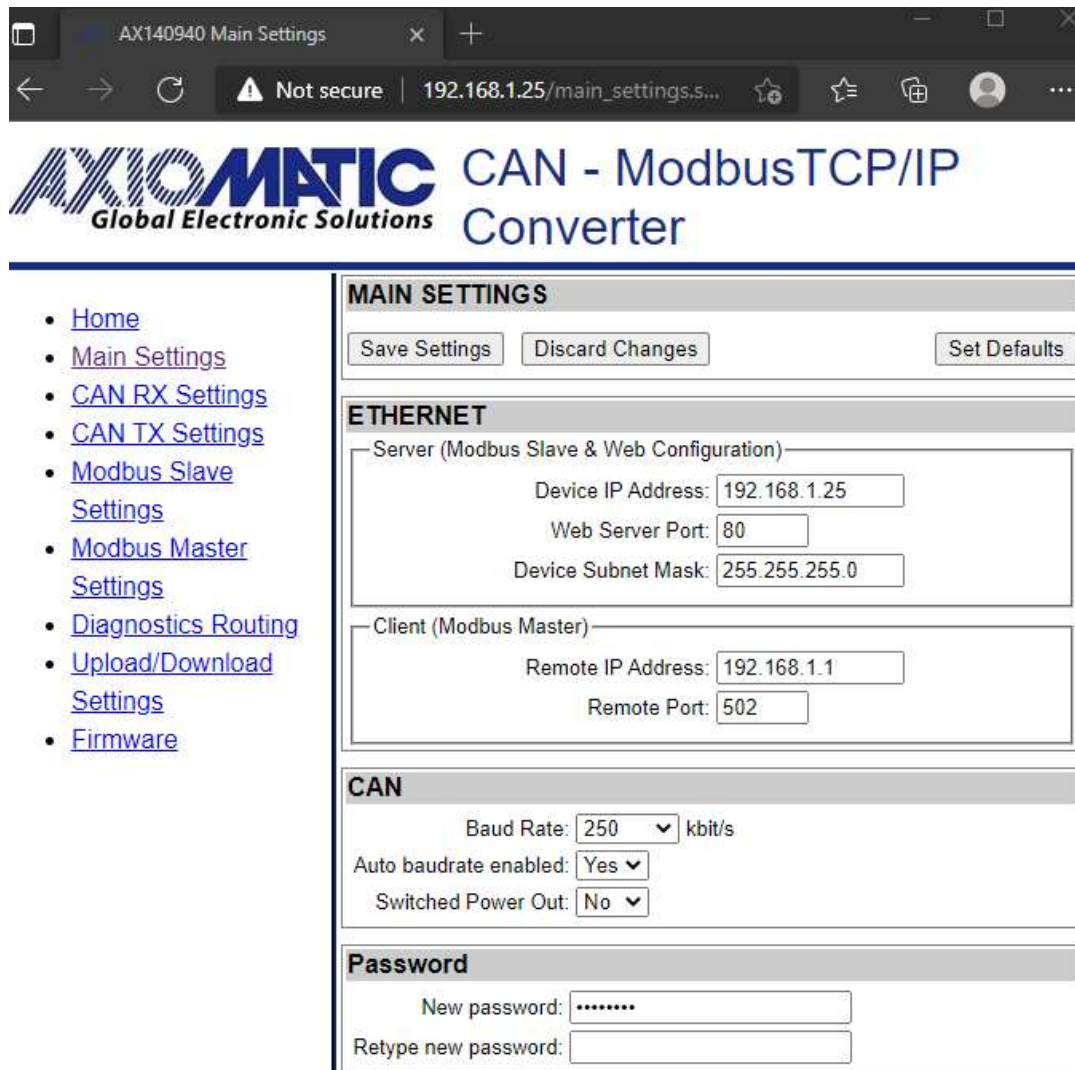 AX140940 Main Settings
Not secure | 192.168.1.25/main_settings.s...
AXIOMATIC
Global Electronic Solutions
CAN - ModbusTCP/IP
Converter
Home
Main Settings
CAN RX Settings
CAN TX Settings
Modbus Slave
Settings
Modbus Master
Settings
Diagnostics Routing
Upload/Download
Settings
Firmware
MAIN SETTINGS
Save Settings Discard Changes Set Defaults
ETHERNET
Server (Modbus Slave & Web Configuration)
Device IP Address: 192.168.1.25
Web Server Port: 80
Device Subnet Mask: 255.255.255.0
Client (Modbus Master)
Remote IP Address: 192.168.1.1
Remote Port: 502
CAN
Baud Rate: 250 kbit/s
Auto baudrate enabled: Yes
Switched Power Out: No
Password
New password: ••••••••
Retype new password: